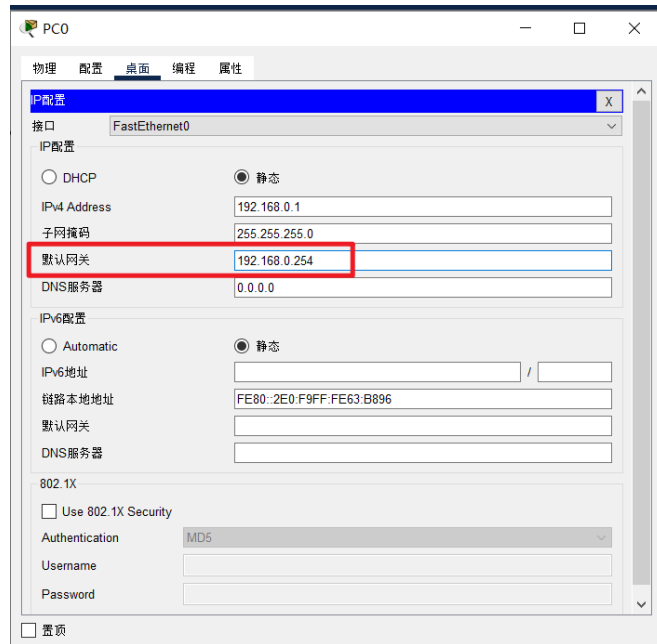 PC0
物理 配置 桌面 编程 属性
IP配置 X
接口 FastEthernet0
IP配置
DHCP 静态
IPv4 Address 192.168.0.1
子网掩码 255.255.255.0
默认网关 192.168.0.254
DNS服务器 0.0.0.0
IPv6配置
Automatic 静态
IPv6地址 /
链路本地地址 FE80::2E0:F9FF:FE63:B896
默认网关
DNS服务器
802.1X
Use 802.1X Security
Authentication MD5
Username
Password
置顶